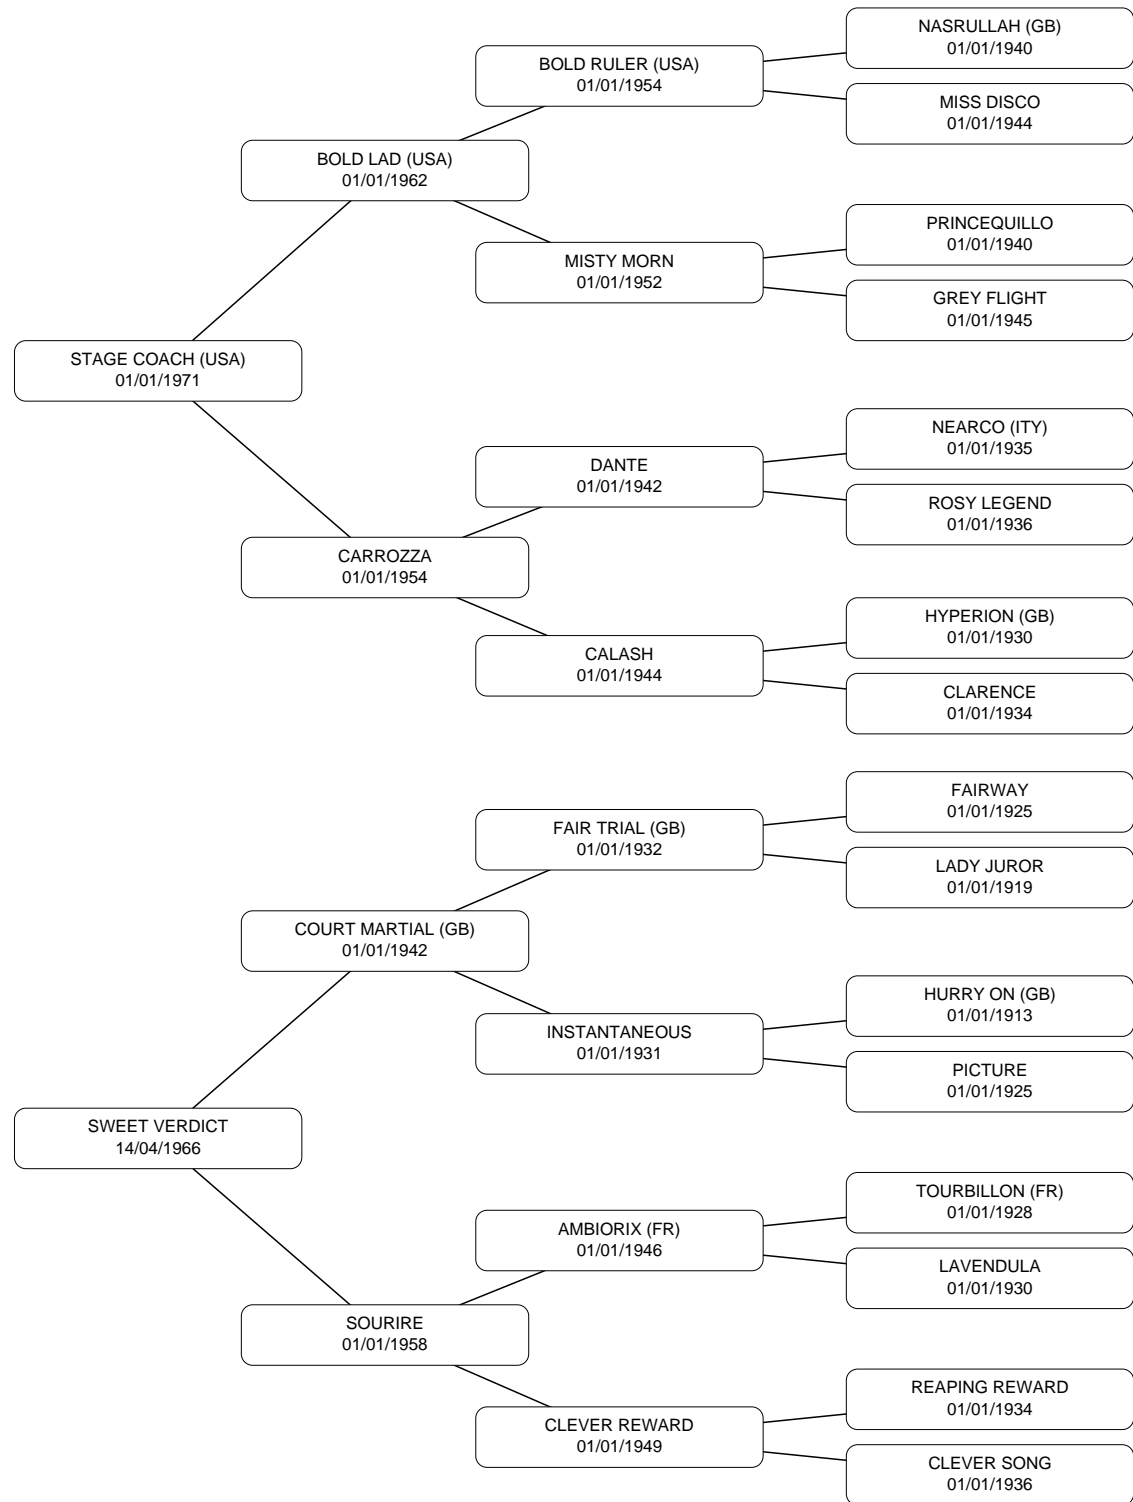 NASRULLAH (GB)
01/01/1940
BOLD RULER (USA)
01/01/1954
MISS DISCO
01/01/1944
BOLD LAD (USA)
01/01/1962
PRINCEQUILLO
01/01/1940
MISTY MORN
01/01/1952
GREY FLIGHT
01/01/1945
STAGE COACH (USA)
01/01/1971
NEARCO (ITY)
01/01/1935
DANTE
01/01/1942
ROSY LEGEND
01/01/1936
CARROZZA
01/01/1954
HYPERION (GB)
01/01/1930
CALASH
01/01/1944
CLARENCE
01/01/1934
FAIRWAY
01/01/1925
FAIR TRIAL (GB)
01/01/1932
LADY JUROR
01/01/1919
COURT MARTIAL (GB)
01/01/1942
HURRY ON (GB)
01/01/1913
INSTANTANEOUS
01/01/1931
PICTURE
01/01/1925
SWEET VERDICT
14/04/1966
TOURBILLON (FR)
01/01/1928
AMBIORIX (FR)
01/01/1946
LAVENDULA
01/01/1930
SOURIRE
01/01/1958
REAPING REWARD
01/01/1934
CLEVER REWARD
01/01/1949
CLEVER SONG
01/01/1936